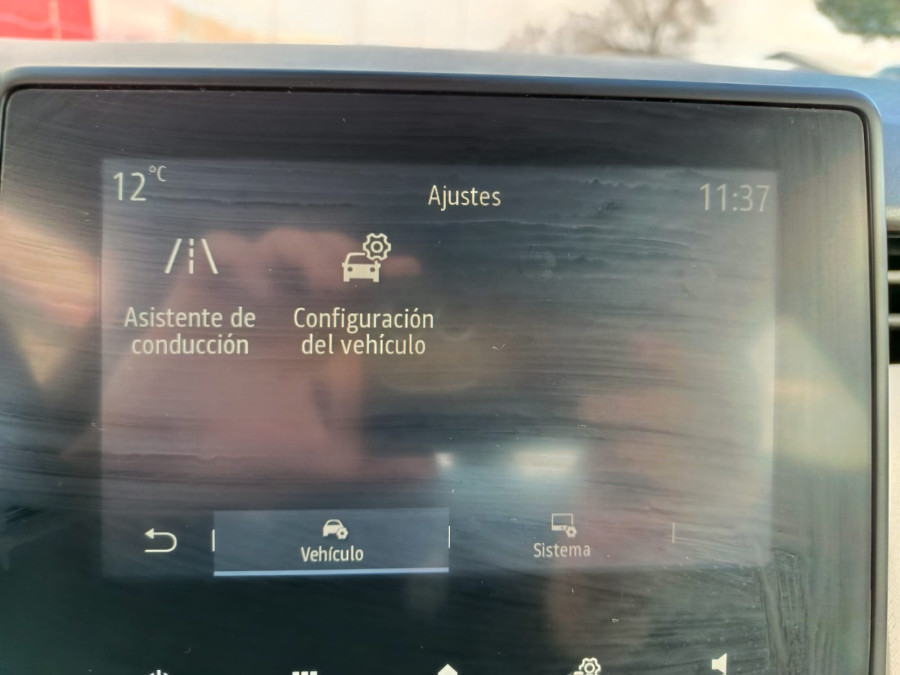 12°C
Ajustes
11:37
Asistente de
conducción
Configuración
del vehículo
Vehículo
Sistema